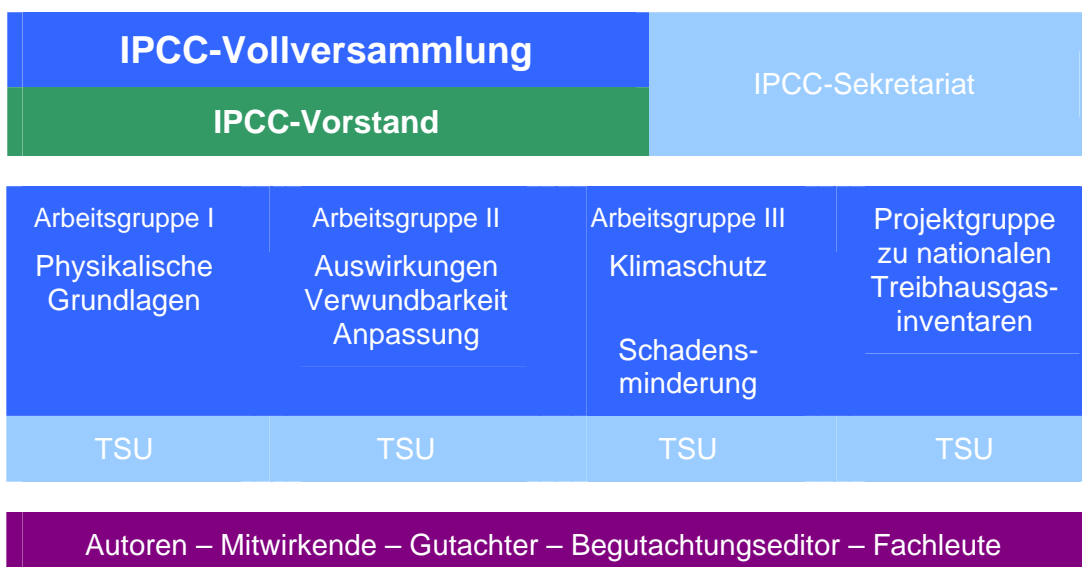 IPCC-Vollversammlung
IPCC-Vorstand
IPCC-Sekretariat
Arbeitsgruppe I
Physikalische
Grundlagen
Arbeitsgruppe II
Auswirkungen
Verwundbarkeit
Anpassung
Arbeitsgruppe III
Klimaschutz
Schadens-
minderung
Projektgruppe
zu nationalen
Treibhausgas-
inventaren
TSU
TSU
TSU
TSU
Autoren – Mitwirkende – Gutachter – Begutachtungseditor – Fachleute